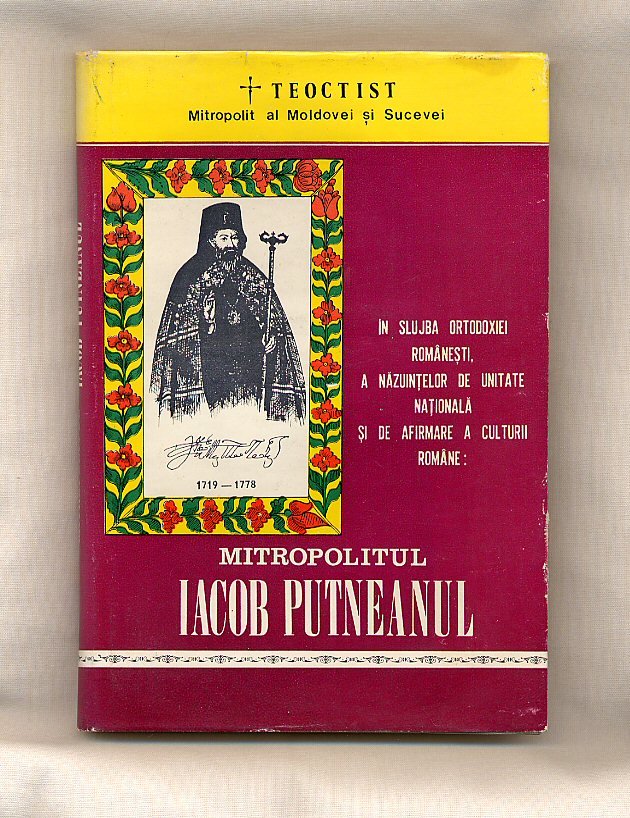 † TEOCTIST
Mitropolit al Moldovei și Sucevei
IACOB PUTNEANUL
ÎN SLUJBA ORTODOXIEI
ROMÂNEȘTI,
A NĂZUINȚELOR DE UNITATE
NAȚIONALĂ
ȘI DE AFIRMARE A CULTURII
ROMÂNE:
1719 — 1778
MITROPOLITUL
IACOB PUTNEANUL